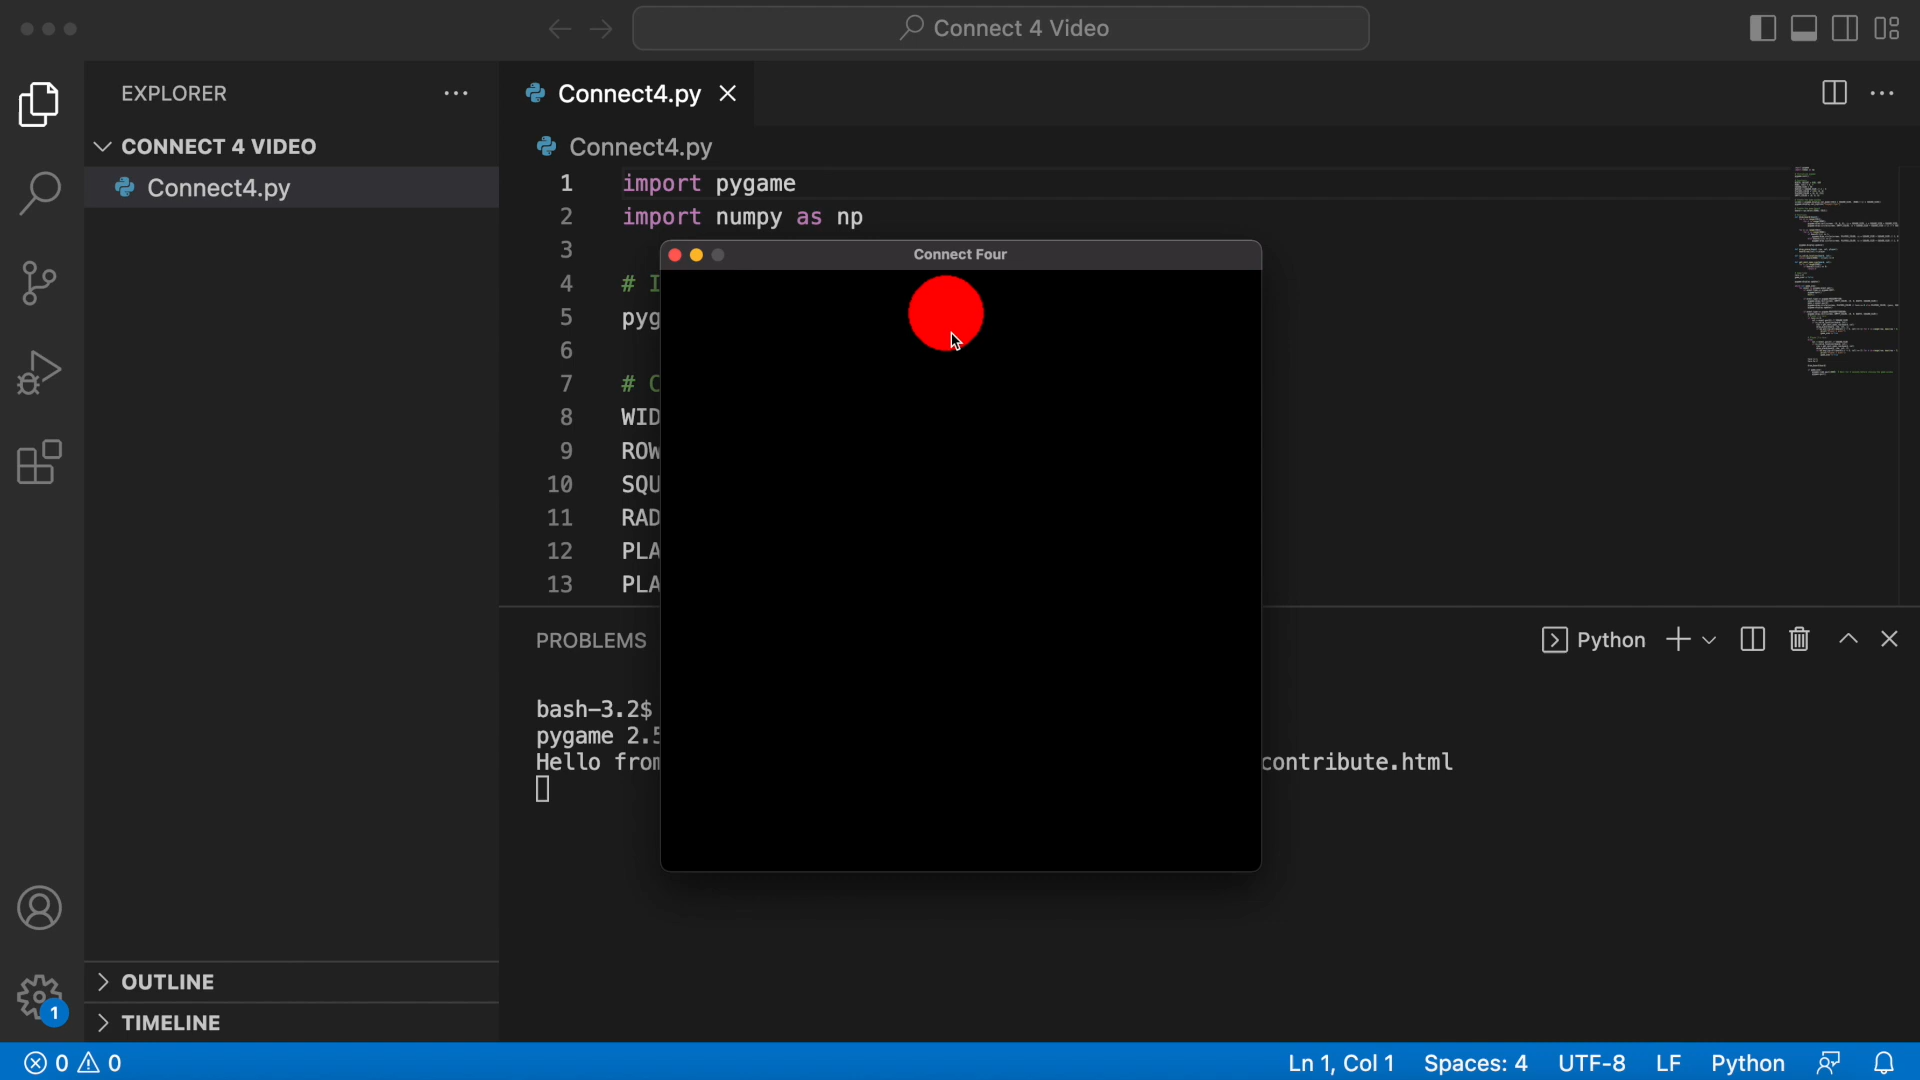 Connect 4 Video
EXPLORER
Connect4.py
CONNECT 4 VIDEO
Connect4.py
Connect4.py
1 import pygame
2 import numpy as np
3
4 # I
5 pyg
6
7 # C
8 WID
9 ROW
10 SQU
11 RAD
12 PLA
13 PLA
Connect Four
PROBLEMS
Python
bash-3.2$
pygame 2.5
Hello from contribute.html
OUTLINE
TIMELINE
1
0 0
Ln 1, Col 1 Spaces: 4 UTF-8 LF Python